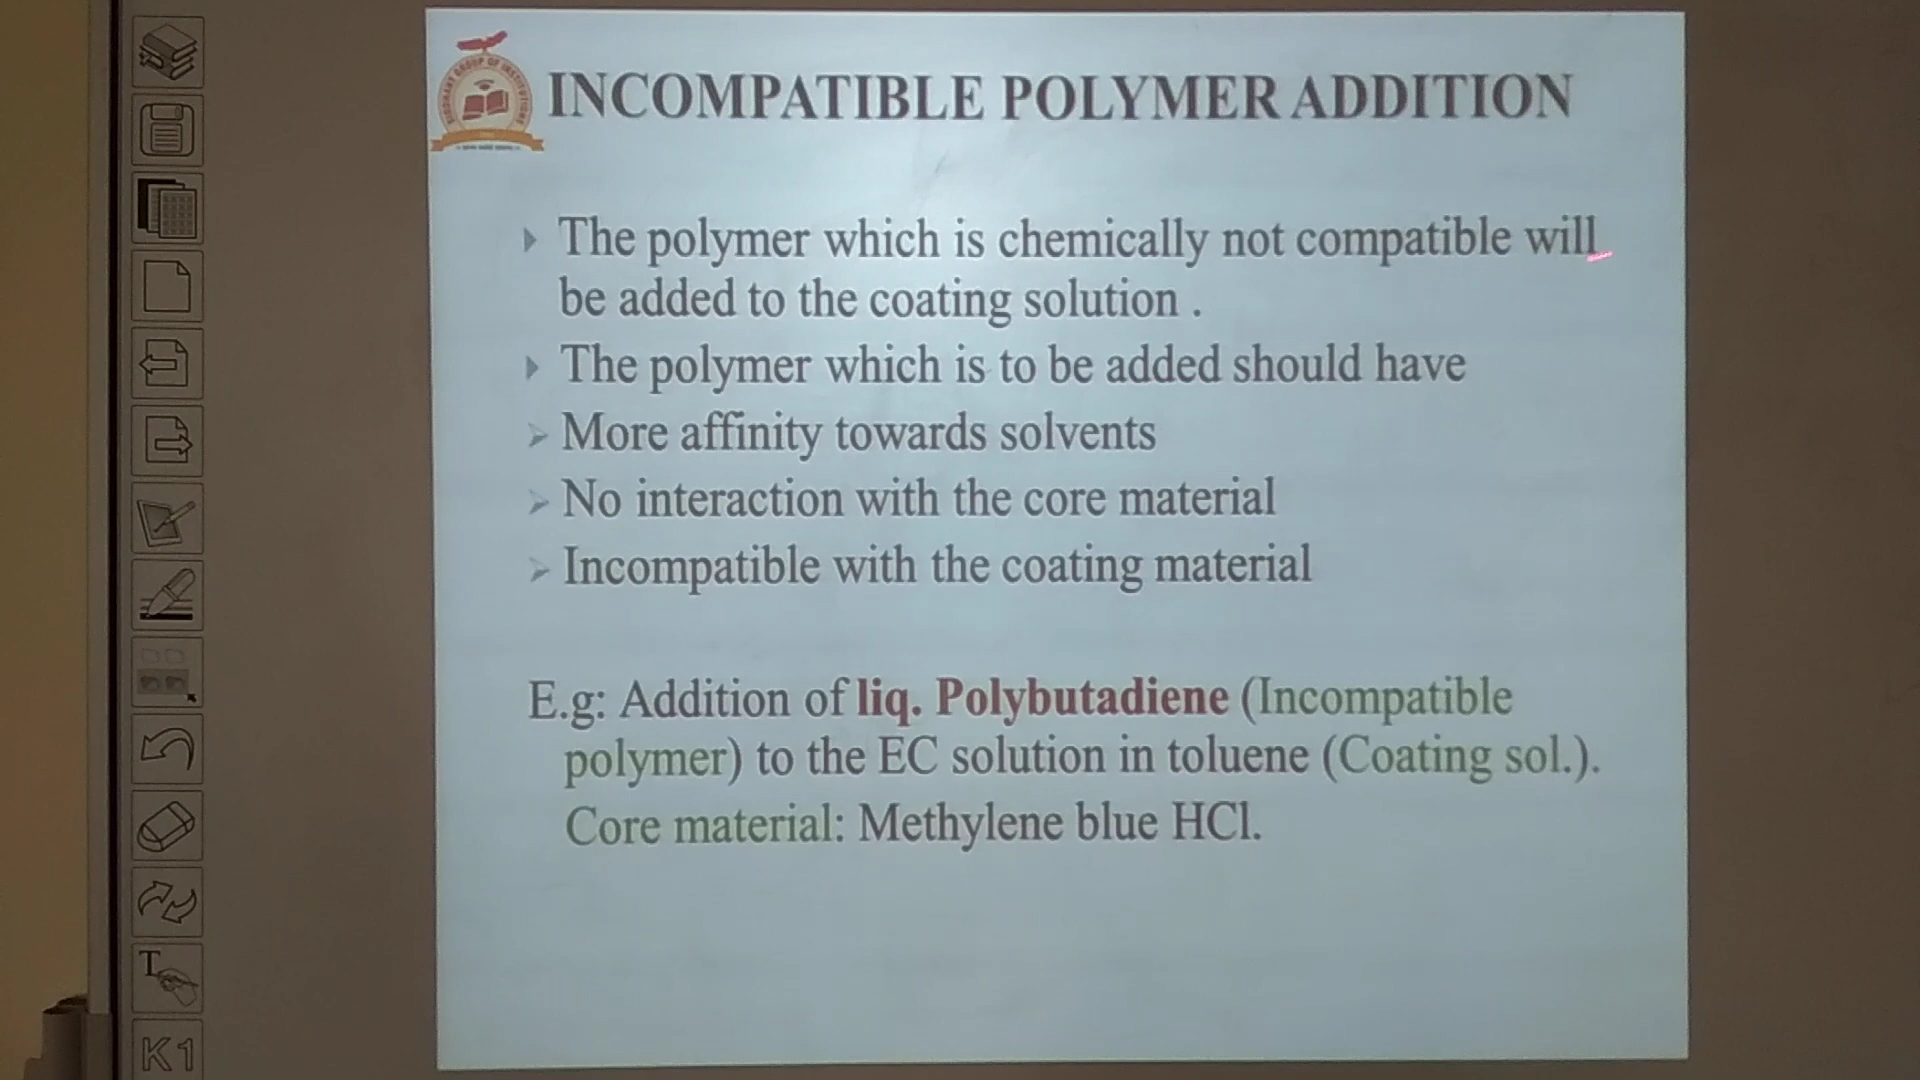 INCOMPATIBLE POLYMER ADDITION
The polymer which is chemically not compatible will
be added to the coating solution .
The polymer which is to be added should have
More affinity towards solvents
No interaction with the core material
Incompatible with the coating material
E.g: Addition of liq. Polybutadiene (Incompatible
polymer) to the EC solution in toluene (Coating sol.).
Core material: Methylene blue HCl.
T
K1